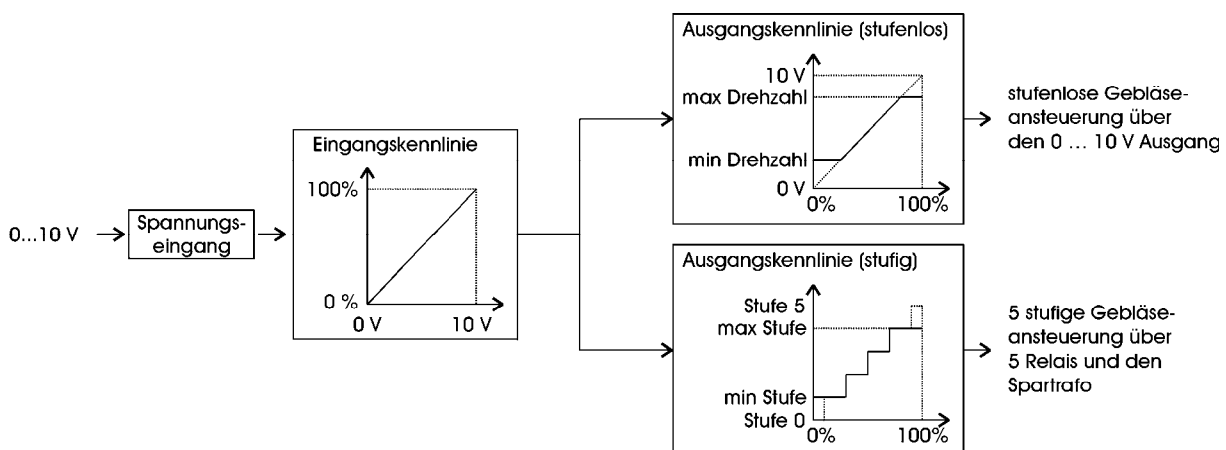 0...10 V
Spannungs-
eingang
Eingangskennlinie
100%
0 %
0 V
10 V
Ausgangskennlinie (stufenlos)
10 V
max Drehzahl
min Drehzahl
0 V
0%
100%
stufenlose Gebläse-
ansteuerung über
den 0 ... 10 V Ausgang
Ausgangskennlinie (stufig)
Stufe 5
max Stufe
min Stufe
Stufe 0
0%
100%
5 stufige Gebläse-
ansteuerung über
5 Relais und den
Spartrafo